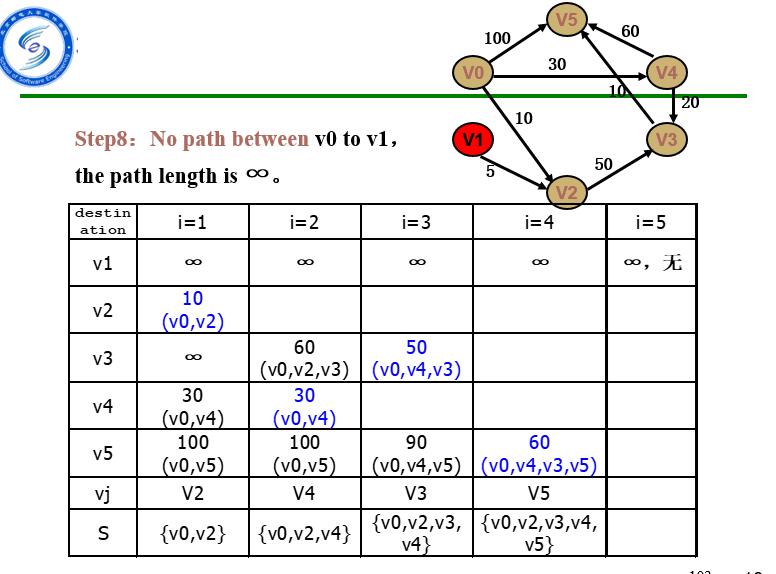 V5
100
60
V0
30
V4
10
20
10
Step8：No path between v0 to v1，
V1
V3
the path length is ∞。
5
50
V2
destin
ation
i=1
i=2
i=3
i=4
i=5
v1
∞
∞
∞
∞
∞，无
v2
10
(v0,v2)
v3
∞
60
(v0,v2,v3)
50
(v0,v4,v3)
v4
30
(v0,v4)
30
(v0,v4)
v5
100
(v0,v5)
100
(v0,v5)
90
(v0,v4,v5)
60
(v0,v4,v3,v5)
vj
V2
V4
V3
V5
S
{v0,v2}
{v0,v2,v4}
{v0,v2,v3,
v4}
{v0,v2,v3,v4,
v5}